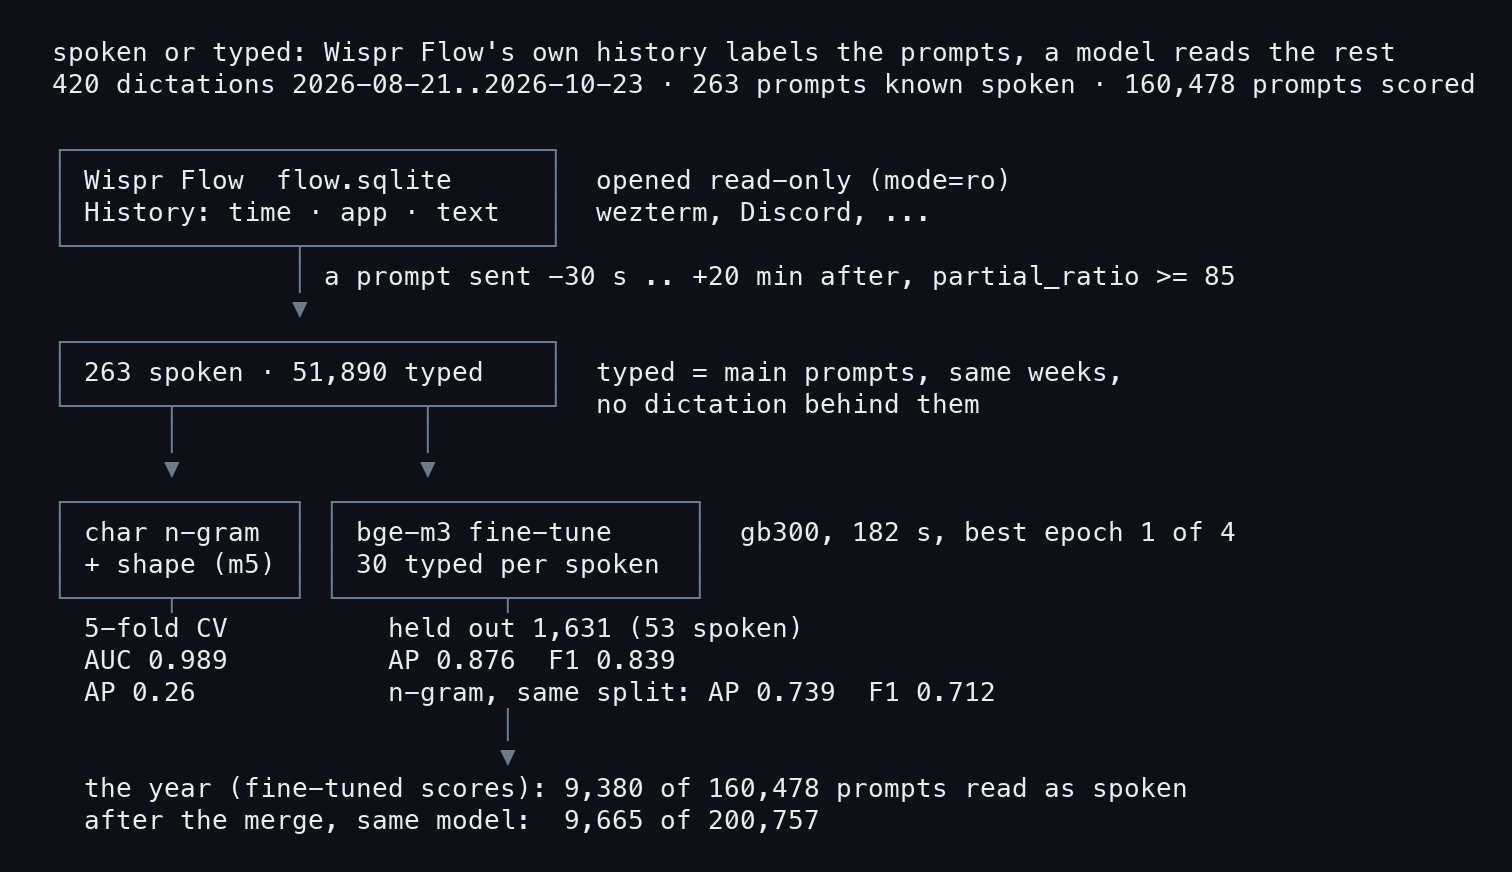 spoken or typed: Wispr Flow's own history labels the prompts, a model reads the rest
420 dictations 2026−08−21..2026−10−23 · 263 prompts known spoken · 160,478 prompts scored
Wispr Flow  flow.sqlite
opened read−only (mode=ro)
History: time · app · text
wezterm, Discord, ...
a prompt sent −30 s .. +20 min after, partial_ratio >= 85
263 spoken · 51,890 typed
typed = main prompts, same weeks,
no dictation behind them
char n−gram
+ shape (m5)
bge−m3 fine−tune
30 typed per spoken
gb300, 182 s, best epoch 1 of 4
5−fold CV
AUC 0.989
AP 0.26
held out 1,631 (53 spoken)
AP 0.876  F1 0.839
n−gram, same split: AP 0.739  F1 0.712
the year (fine−tuned scores): 9,380 of 160,478 prompts read as spoken
after the merge, same model:  9,665 of 200,757